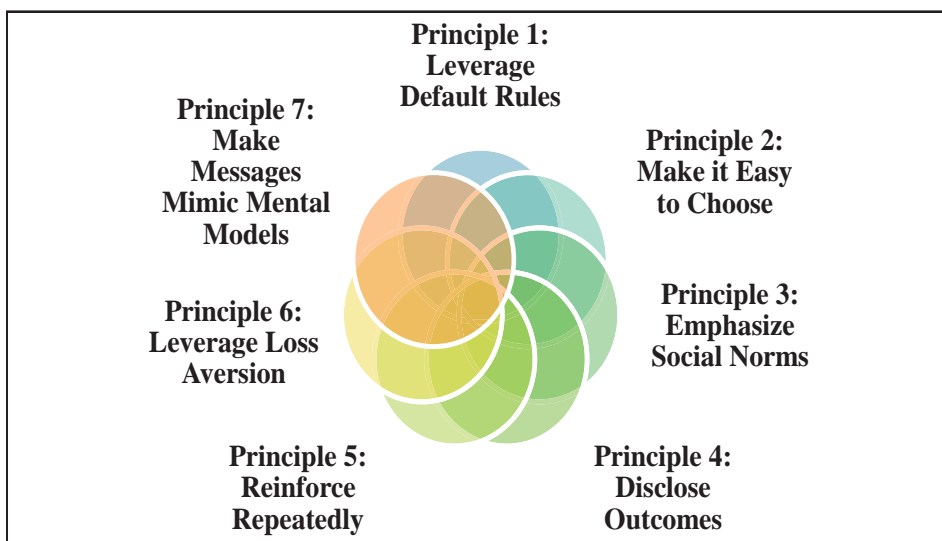 Principle 1:
Leverage
Default Rules
Principle 2:
Make it Easy
to Choose
Principle 3:
Emphasize
Social Norms
Principle 4:
Disclose
Outcomes
Principle 5:
Reinforce
Repeatedly
Principle 6:
Leverage Loss
Aversion
Principle 7:
Make
Messages
Mimic Mental
Models